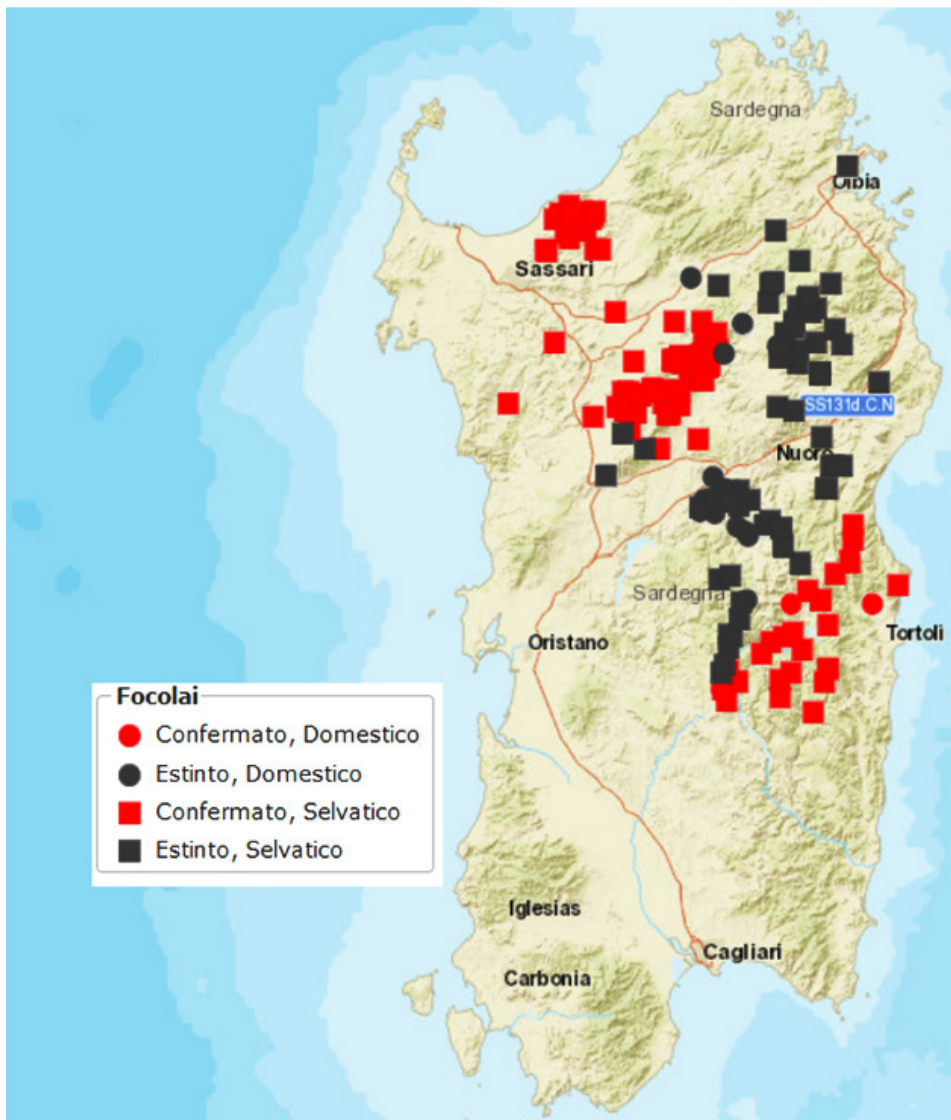 Sardegna
Olbia
Sassari
SS131d.C.N
Nuoro
Sardegna
Oristano
Tortolì
Focolai
Confermato, Domestico
Estinto, Domestico
Confermato, Selvatico
Estinto, Selvatico
Iglesias
Cagliari
Carbonia